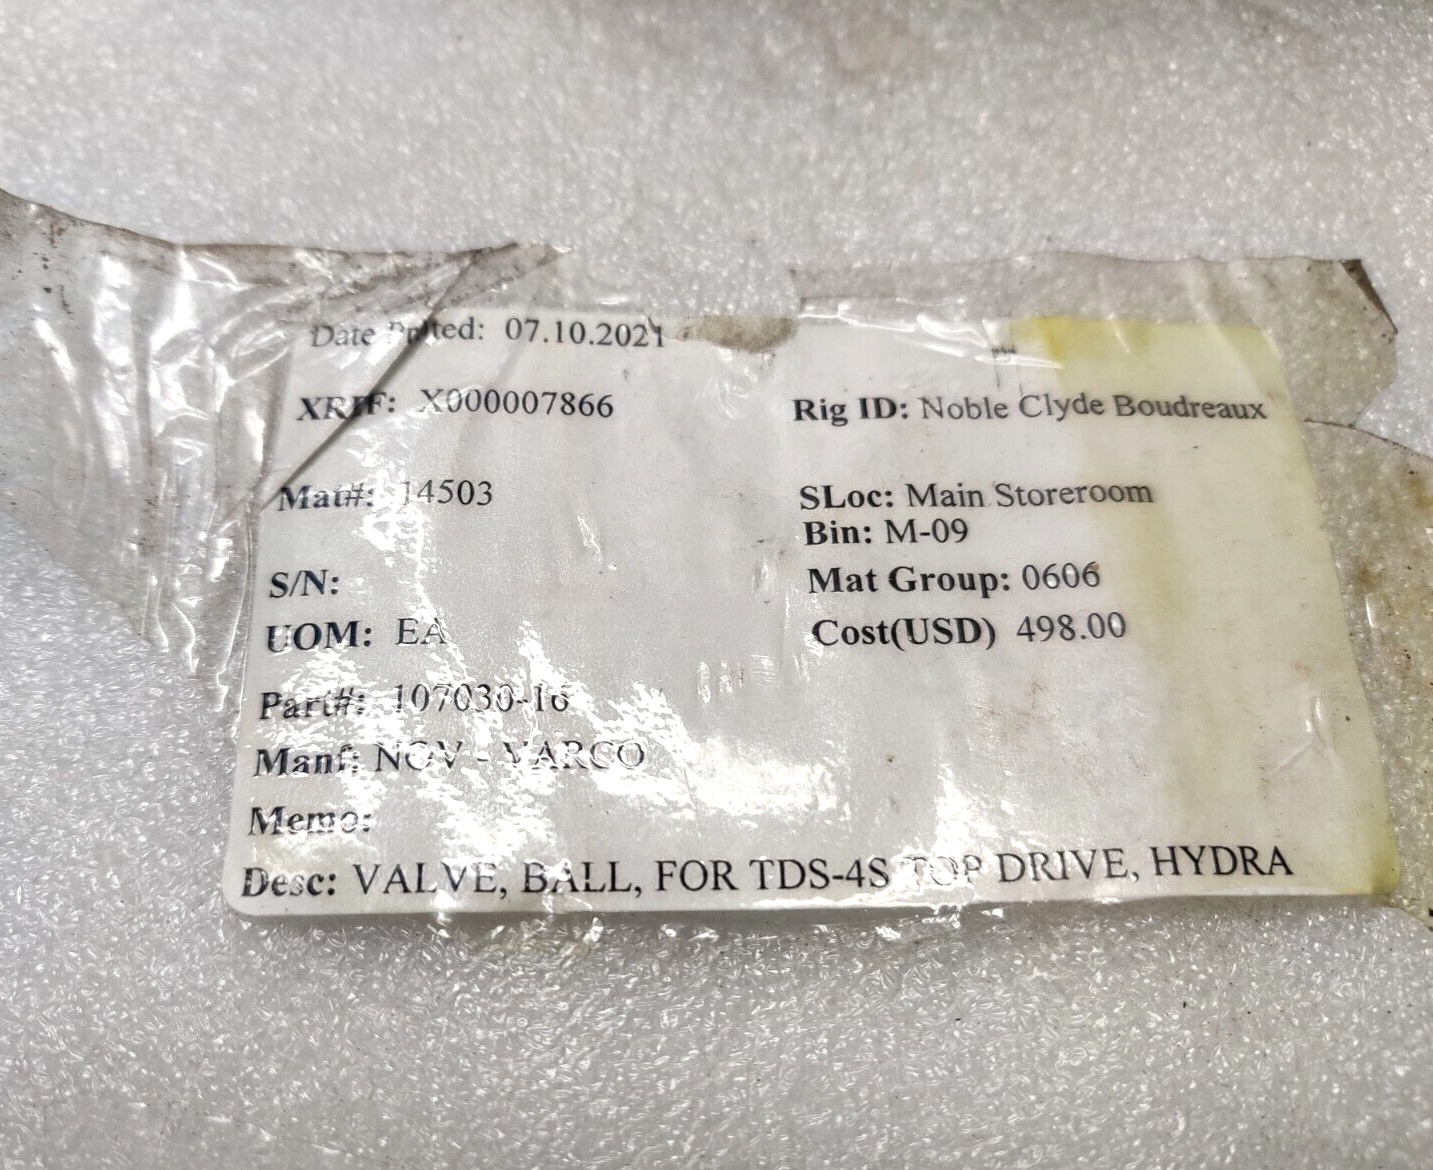 Date Printed: 07.10.2021
XREF: X000007866 Rig ID: Noble Clyde Boudreaux
Mat#: 14503 SLoc: Main Storeroom
Bin: M-09
S/N: Mat Group: 0606
UOM: EA Cost(USD) 498.00
Part#: 107030-16
Manf: NOV - VARCO
Memo:
Desc: VALVE, BALL, FOR TDS-4S TOP DRIVE, HYDRA